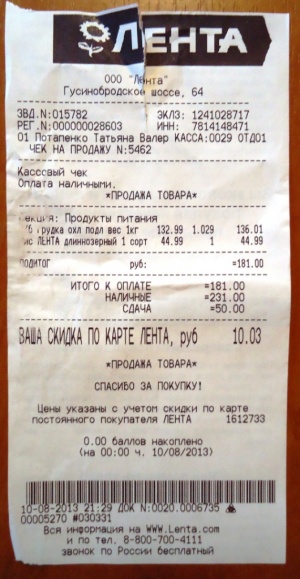 ЛЕНТА
ООО "Лента"
Гусинобродское шоссе, 64
ЗВД.N:015782 ЭКЛЗ: 1241028717
РЕГ.N:000000028603 ИНН: 7814148471
01 Потапенко Татьяна Валер КАССА:0029 ОТД01
ЧЕК НА ПРОДАЖУ N:5462
Кассовый чек
Оплата наличными.
*ПРОДАЖА ТОВАРА*
Секция: Продукты питания
грудка охл подл вес 1кг 132.99 1.029 136.01
ЛЕНТА длиннозерный 1 сорт 44.99 1 44.99
ПОДИТОГ руб: =181.00
ИТОГО К ОПЛАТЕ =181.00
НАЛИЧНЫЕ =231.00
СДАЧА =50.00
ВАША СКИДКА ПО КАРТЕ ЛЕНТА, руб 10.03
*ПРОДАЖА ТОВАРА*
СПАСИБО ЗА ПОКУПКУ!
Цены указаны с учетом скидки по карте
постоянного покупателя ЛЕНТА 1612733
0.00 баллов накоплено
(на 00:00 ч. 10/08/2013)
10-08-2013 21:29 ДОК N:0020.0006735
00005270 #030331
Вся информация на WWW.Lenta.com
и по тел. 8-800-700-4111
звонок по России бесплатный